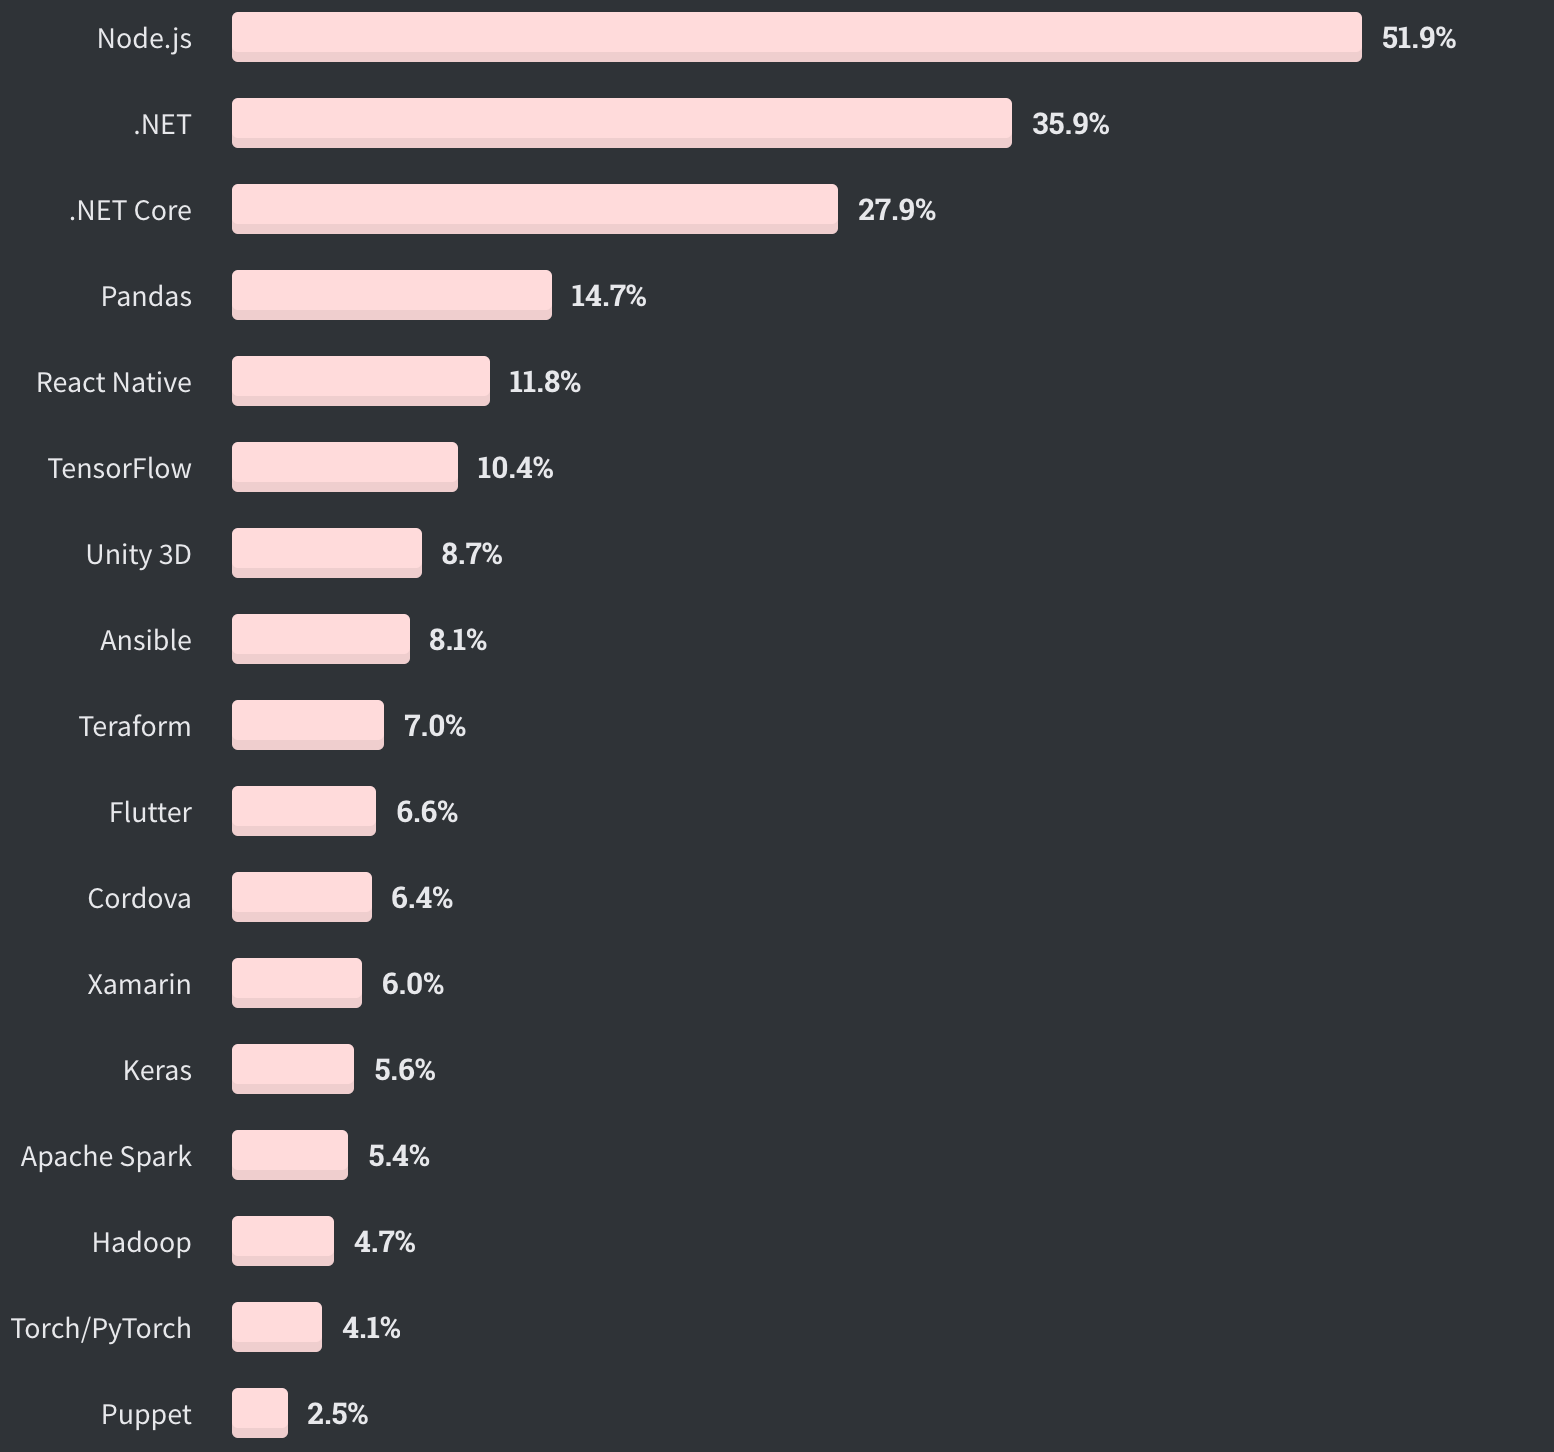 Node.js 51.9%
.NET 35.9%
.NET Core 27.9%
Pandas 14.7%
React Native 11.8%
TensorFlow 10.4%
Unity 3D 8.7%
Ansible 8.1%
Teraform 7.0%
Flutter 6.6%
Cordova 6.4%
Xamarin 6.0%
Keras 5.6%
Apache Spark 5.4%
Hadoop 4.7%
Torch/PyTorch 4.1%
Puppet 2.5%